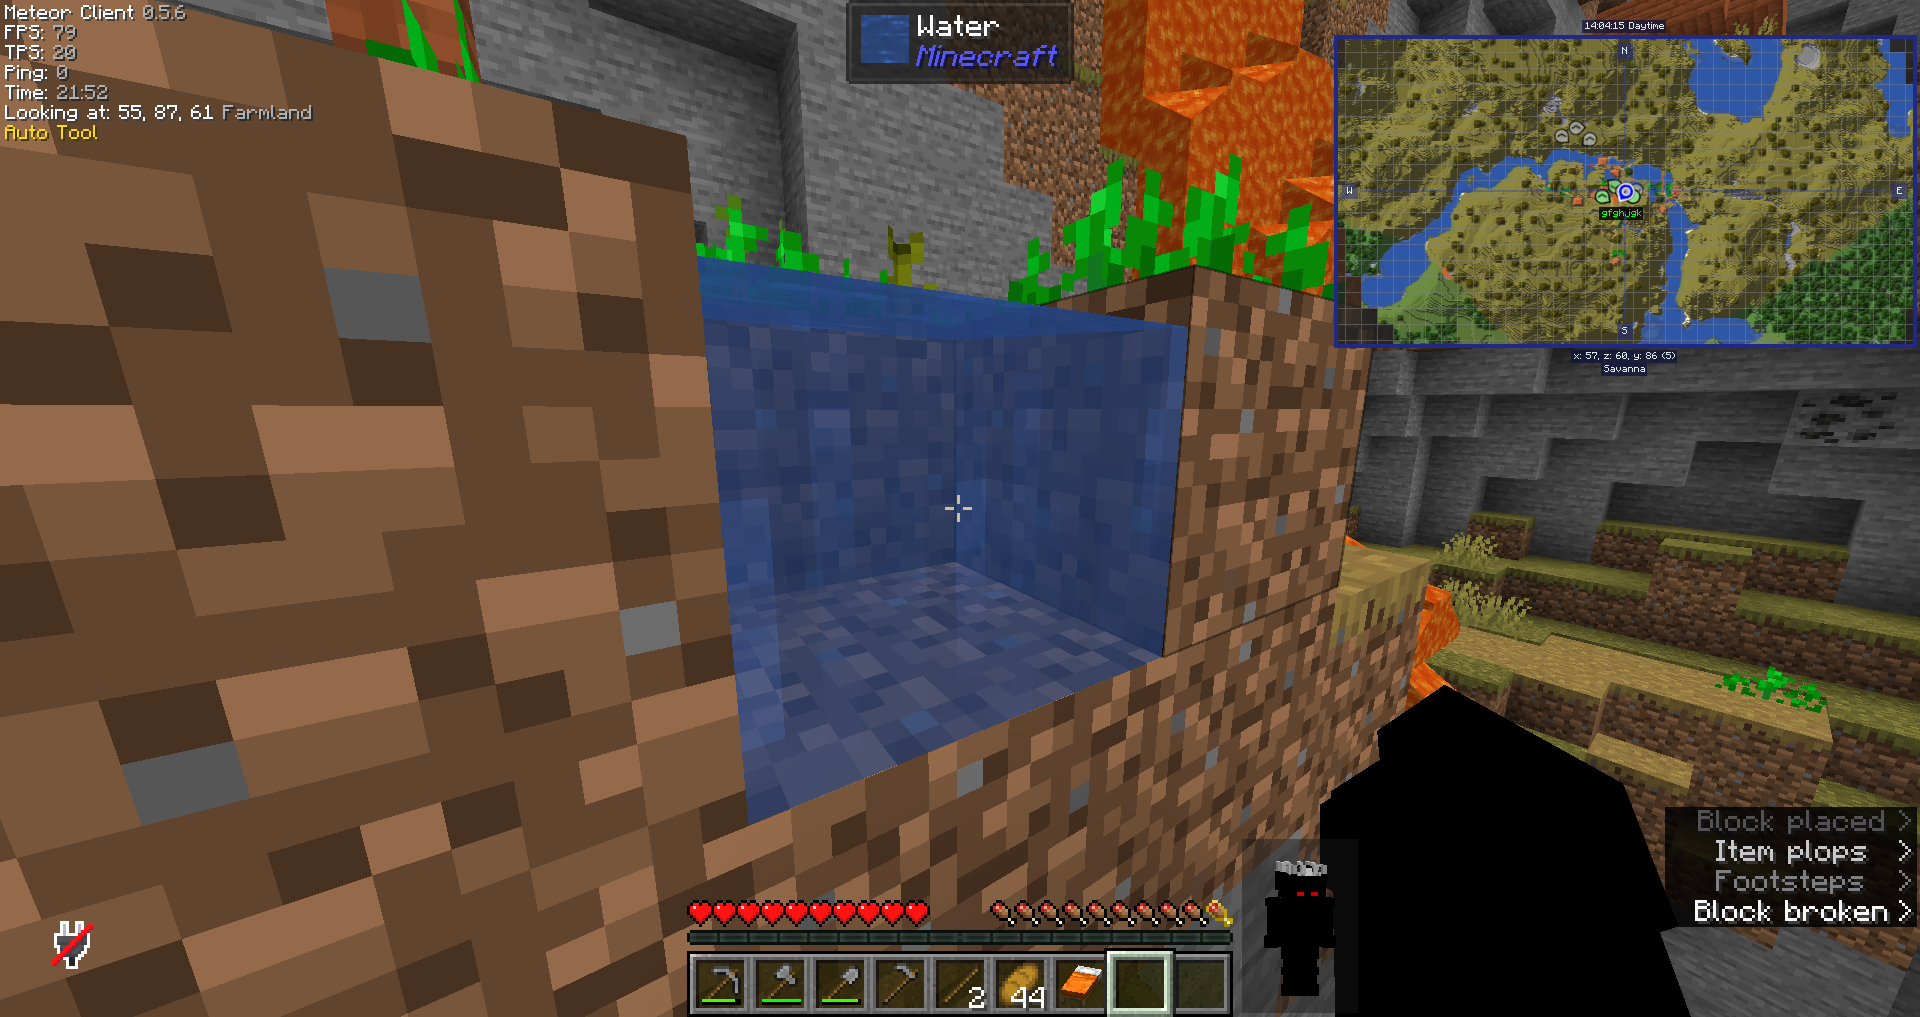 Meteor Client 0.5.6
FPS: 79
TPS: 20
Ping: 0
Time: 21:52
Looking at: 55, 87, 61 Farmland
Auto Tool
Water
Minecraft
14:04:15 Daytime
N
W
E
gfghjgk
S
x: 57, z: 60, y: 86 (5)
Savanna
Block placed >
Item plops >
Footsteps >
Block broken >
2
44